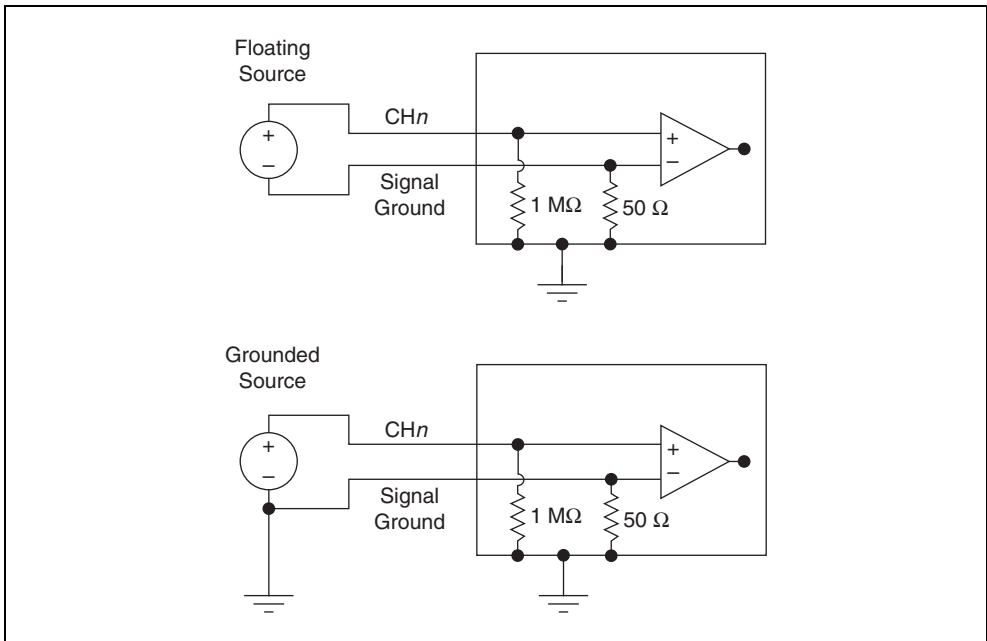 Floating
Source
CHn
+
−
+
−
Signal
Ground
1 MΩ
50 Ω
Grounded
Source
CHn
+
−
+
−
Signal
Ground
1 MΩ
50 Ω